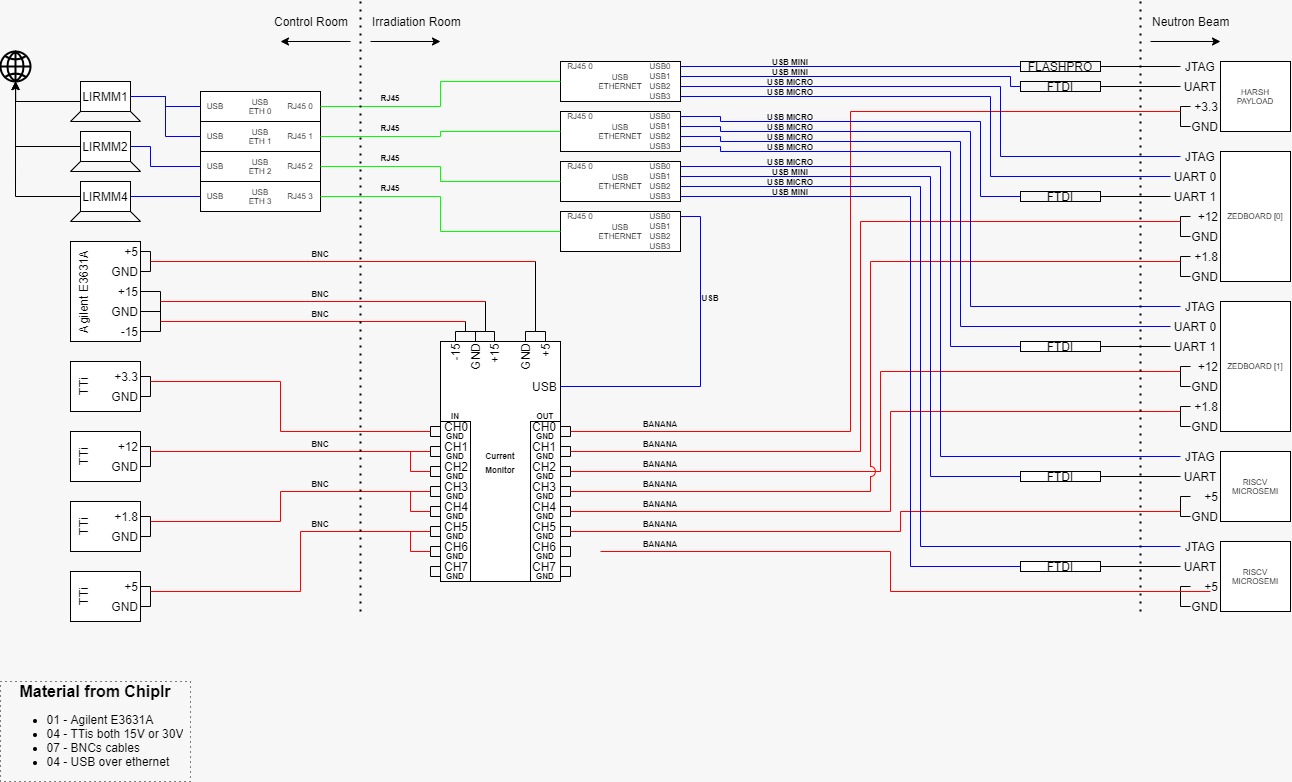 Control Room
Irradiation Room
Neutron Beam
LIRMM1
LIRMM2
LIRMM4
USB
USB
ETH 0
RJ45 0
USB
USB
ETH 1
RJ45 1
USB
USB
ETH 2
RJ45 2
USB
USB
ETH 3
RJ45 3
RJ45
RJ45
RJ45
RJ45
RJ45 0
USB
ETHERNET
USB0
USB1
USB2
USB3
RJ45 0
USB
ETHERNET
USB0
USB1
USB2
USB3
RJ45 0
USB
ETHERNET
USB0
USB1
USB2
USB3
RJ45 0
USB
ETHERNET
USB0
USB1
USB2
USB3
USB MINI
USB MINI
USB MICRO
USB MICRO
USB MICRO
USB MICRO
USB MICRO
USB MICRO
USB MICRO
USB MINI
USB MICRO
USB MINI
USB
Agilent E3631A
+5
GND
+15
GND
-15
BNC
BNC
BNC
TTi
+3.3
GND
TTi
+12
GND
BNC
TTi
+1.8
GND
BNC
TTi
+5
GND
BNC
-15
GND
+15
GND
+5
USB
IN
OUT
CH0
GND
CH1
GND
CH2
GND
CH3
GND
CH4
GND
CH5
GND
CH6
GND
CH7
GND
Current
Monitor
CH0
GND
CH1
GND
CH2
GND
CH3
GND
CH4
GND
CH5
GND
CH6
GND
CH7
GND
BANANA
BANANA
BANANA
BANANA
BANANA
BANANA
BANANA
FLASHPRO
FTDI
JTAG
UART
+3.3
GND
HARSH
PAYLOAD
FTDI
JTAG
UART 0
UART 1
+12
GND
+1.8
GND
ZEDBOARD [0]
FTDI
JTAG
UART 0
UART 1
+12
GND
+1.8
GND
ZEDBOARD [1]
FTDI
JTAG
UART
+5
GND
RISCV
MICROSEMI
FTDI
JTAG
UART
+5
GND
RISCV
MICROSEMI
Material from ChipIr
01 - Agilent E3631A
04 - TTis both 15V or 30V
07 - BNCs cables
04 - USB over ethernet